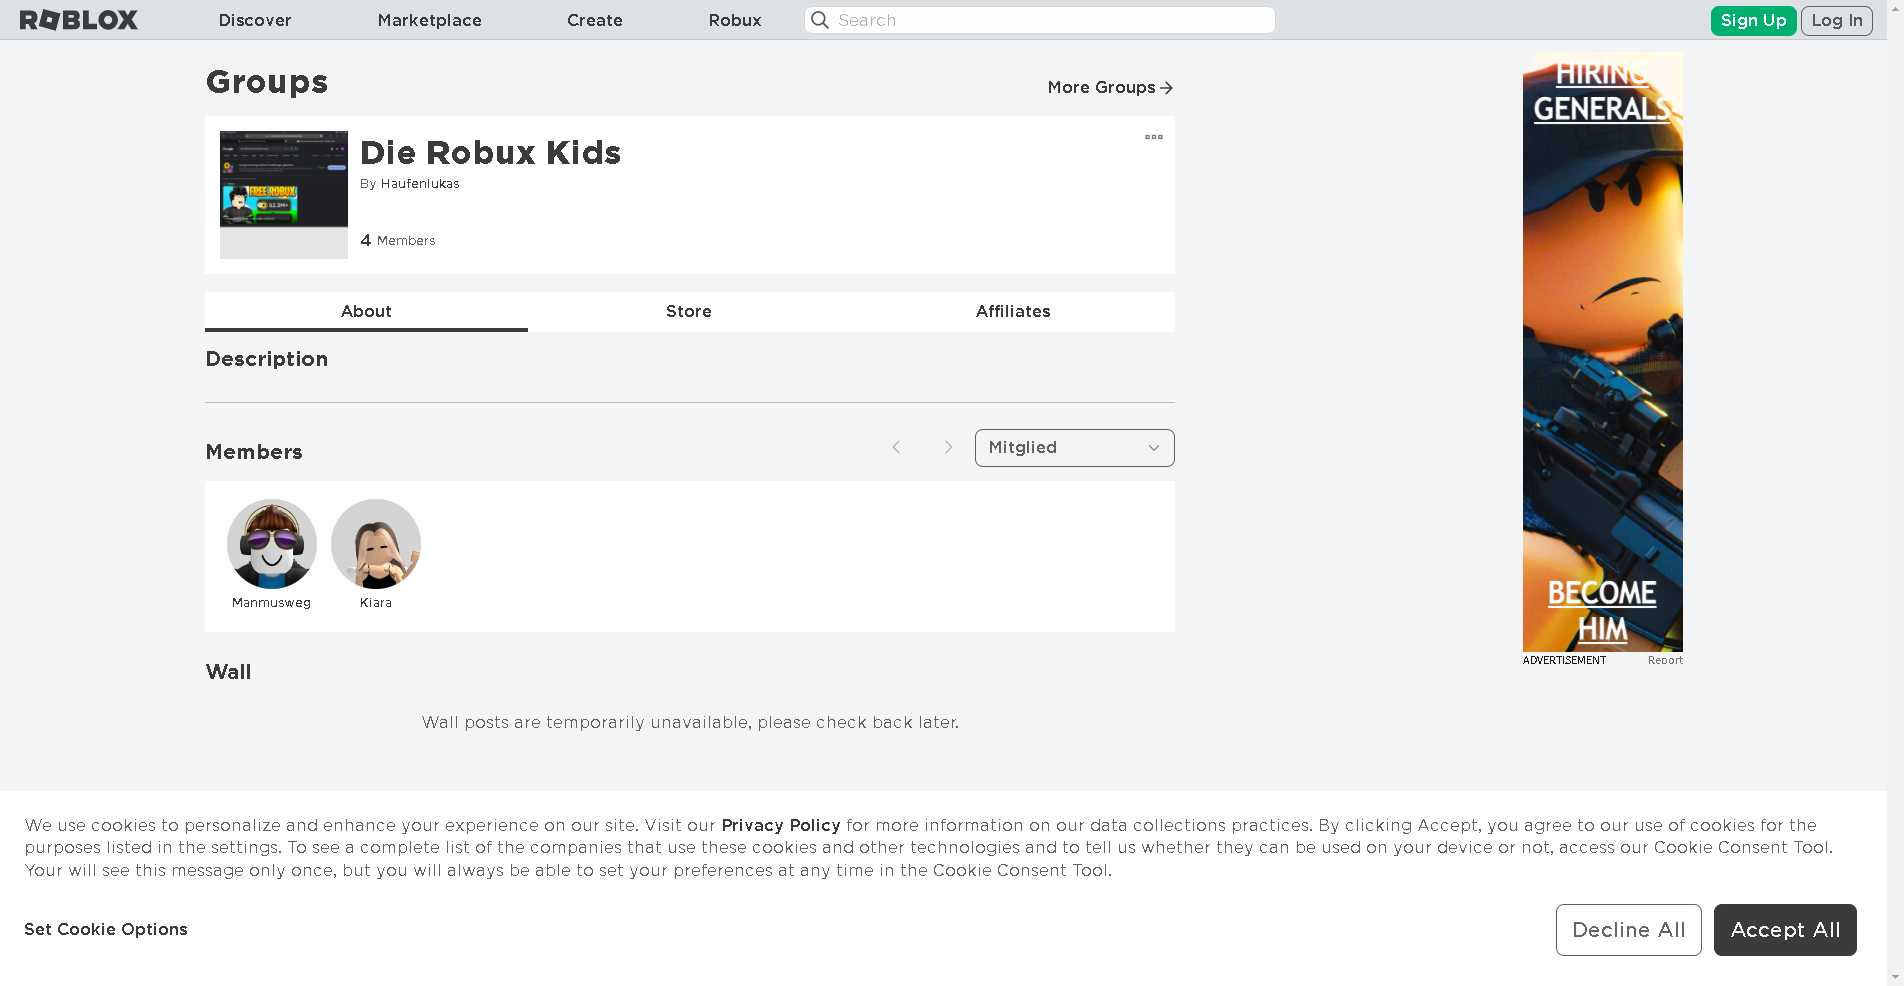 ROBLOX
Discover
Marketplace
Create
Robux
Search
Sign Up
Log In
Groups
More Groups
Die Robux Kids
By Haufenlukas
4 Members
FREE ROBUX
52.3M+
About
Store
Affiliates
Description
Members
Mitglied
Manmusweg
Kiara
Wall
Wall posts are temporarily unavailable, please check back later.
HIRING
GENERALS
BECOME
HIM
ADVERTISEMENT
Report
We use cookies to personalize and enhance your experience on our site. Visit our Privacy Policy for more information on our data collections practices. By clicking Accept, you agree to our use of cookies for the
purposes listed in the settings. To see a complete list of the companies that use these cookies and other technologies and to tell us whether they can be used on your device or not, access our Cookie Consent Tool.
Your will see this message only once, but you will always be able to set your preferences at any time in the Cookie Consent Tool.
Set Cookie Options
Decline All
Accept All